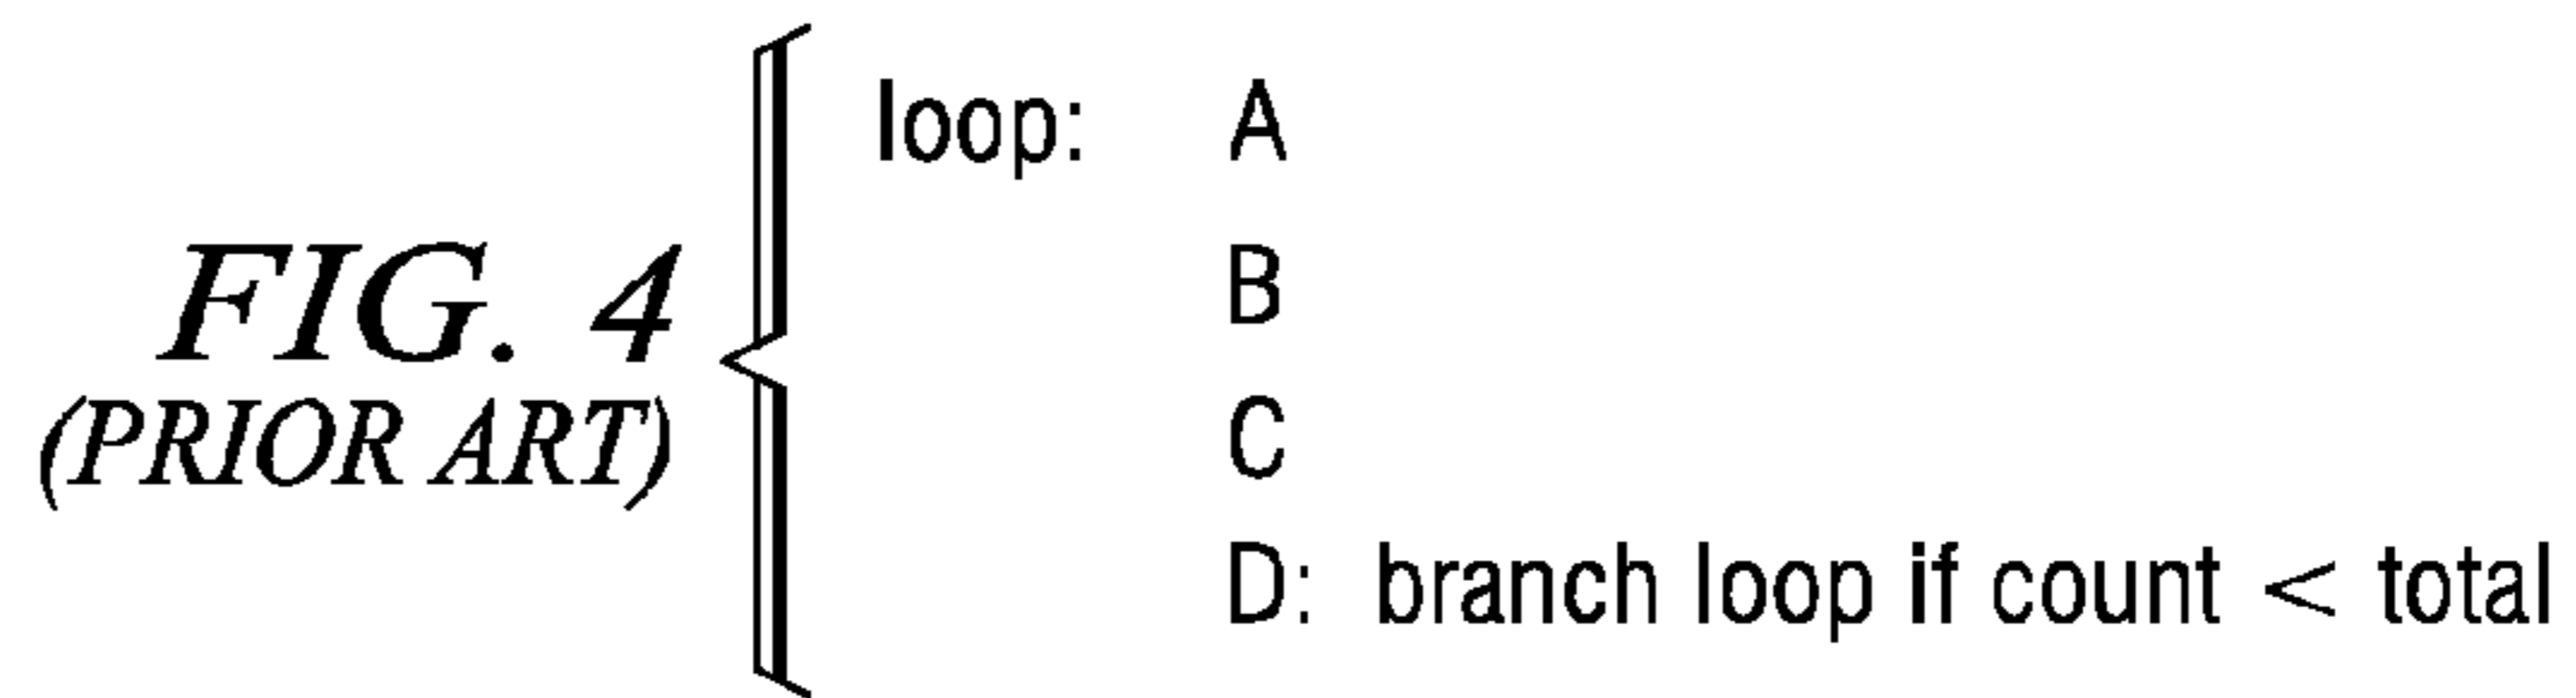 FIG. 4
(PRIOR ART)
loop: A
B
C
D: branch loop if count < total